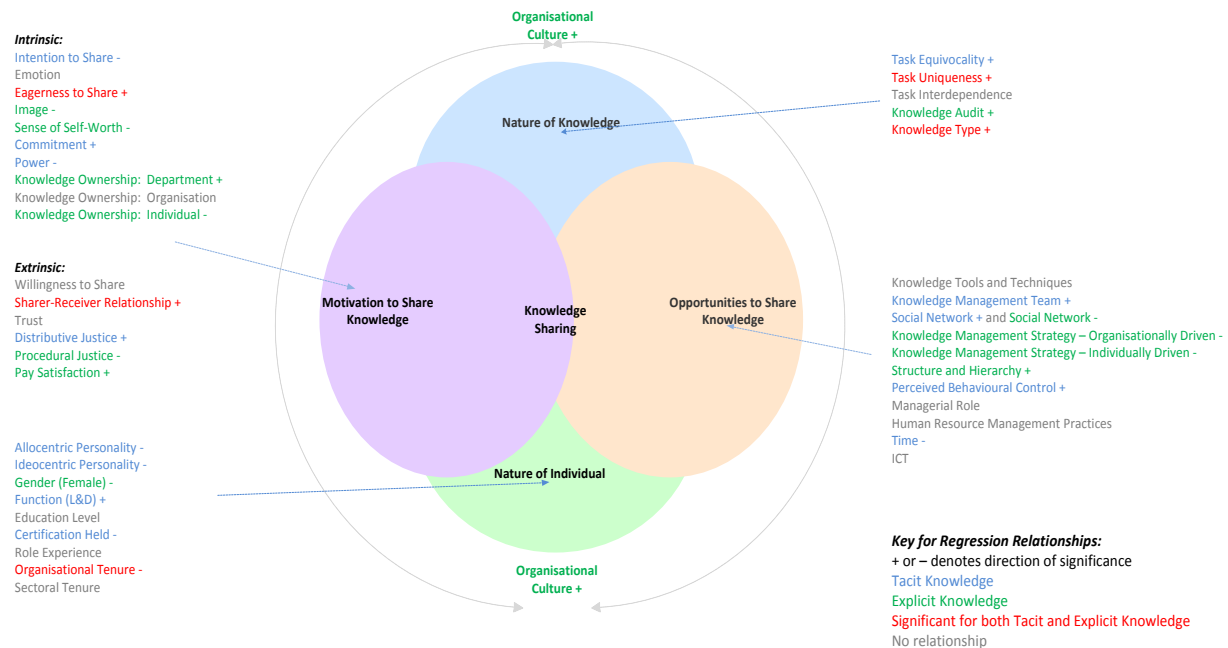 Organisational
Culture +
Intrinsic:
Intention to Share -
Emotion
Eagerness to Share +
Image -
Sense of Self-Worth -
Commitment +
Power -
Knowledge Ownership: Department +
Knowledge Ownership: Organisation
Knowledge Ownership: Individual -
Extrinsic:
Willingness to Share
Sharer-Receiver Relationship +
Trust
Distributive Justice +
Procedural Justice -
Pay Satisfaction +
Allocentric Personality -
Ideocentric Personality -
Gender (Female) -
Function (L&D) +
Education Level
Certification Held -
Role Experience
Organisational Tenure -
Sectoral Tenure
Nature of Knowledge
Motivation to Share
Knowledge
Knowledge
Sharing
Opportunities to Share
Knowledge
Nature of Individual
Organisational
Culture +
Task Equivocality +
Task Uniqueness +
Task Interdependence
Knowledge Audit +
Knowledge Type +
Knowledge Tools and Techniques
Knowledge Management Team +
Social Network + and Social Network -
Knowledge Management Strategy – Organisationally Driven -
Knowledge Management Strategy – Individually Driven -
Structure and Hierarchy +
Perceived Behavioural Control +
Managerial Role
Human Resource Management Practices
Time -
ICT
Key for Regression Relationships:
+ or – denotes direction of significance
Tacit Knowledge
Explicit Knowledge
Significant for both Tacit and Explicit Knowledge
No relationship